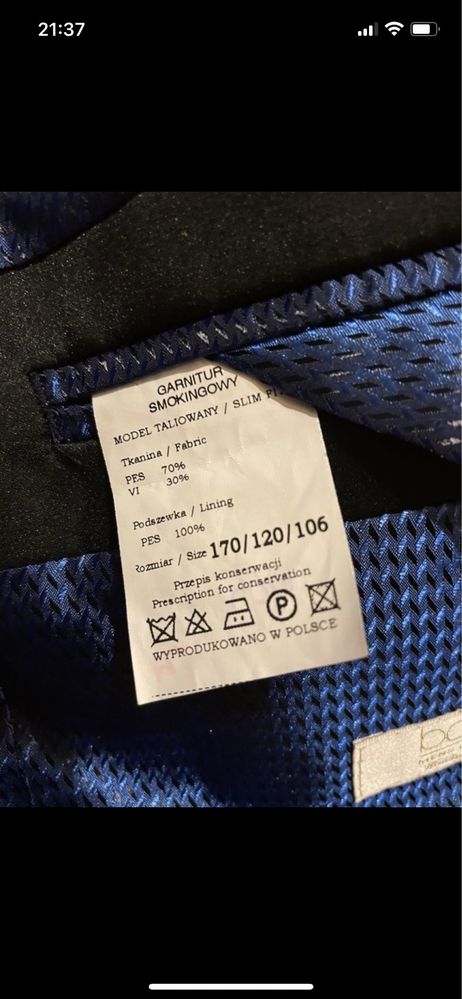 21:37
GARNITUR
SMOKINGOWY
MODEL TALIOWANY / SLIM
Tkanina / Fabric
PES 70%
VI 30%
Podszewka / Lining
PES 100%
Rozmiar / Size 170/120/106
Przepis konserwacji
Prescription for conservation
P
WYPRODUKOWANO W POLSCE